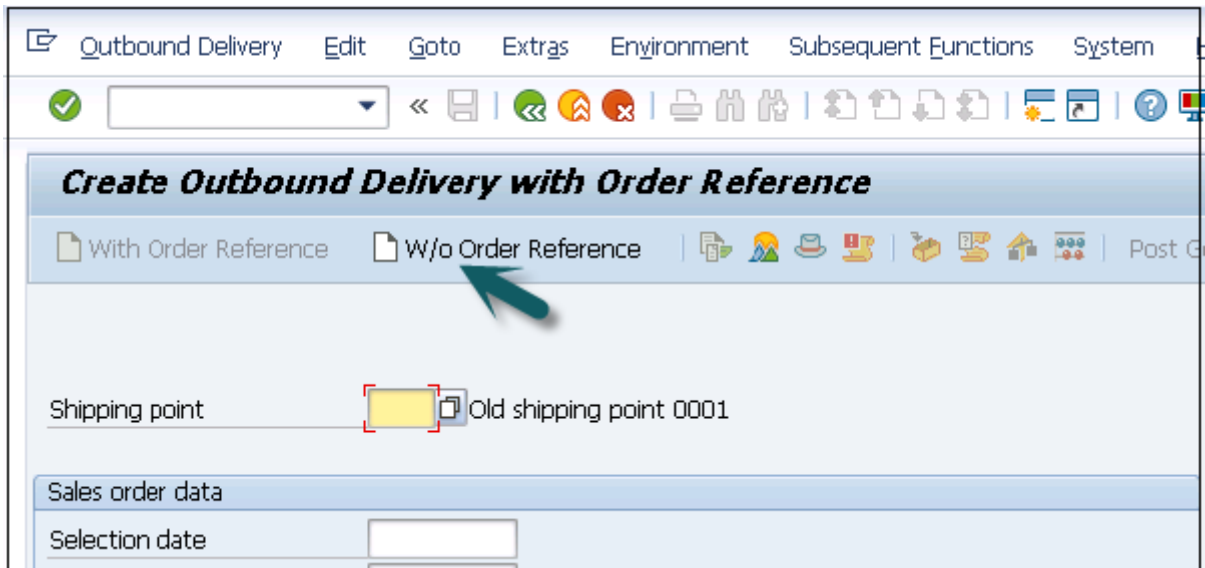 Outbound Delivery Edit Goto Extras Environment Subsequent Functions System
Create Outbound Delivery with Order Reference
With Order Reference W/o Order Reference Post
Shipping point Old shipping point 0001
Sales order data
Selection date